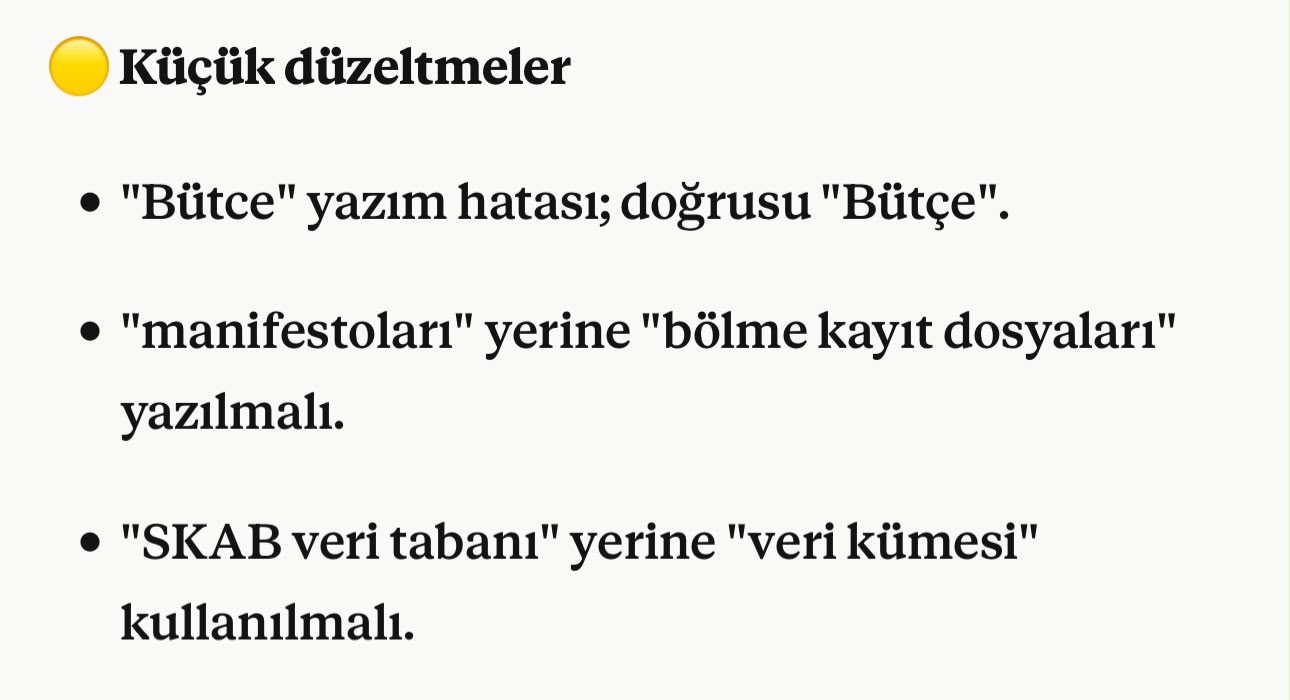 🟡 Küçük düzeltmeler
• "Bütce" yazım hatası; doğrusu "Bütçe".
• "manifestoları" yerine "bölme kayıt dosyaları"
yazılmalı.
• "SKAB veri tabanı" yerine "veri kümesi"
kullanılmalı.